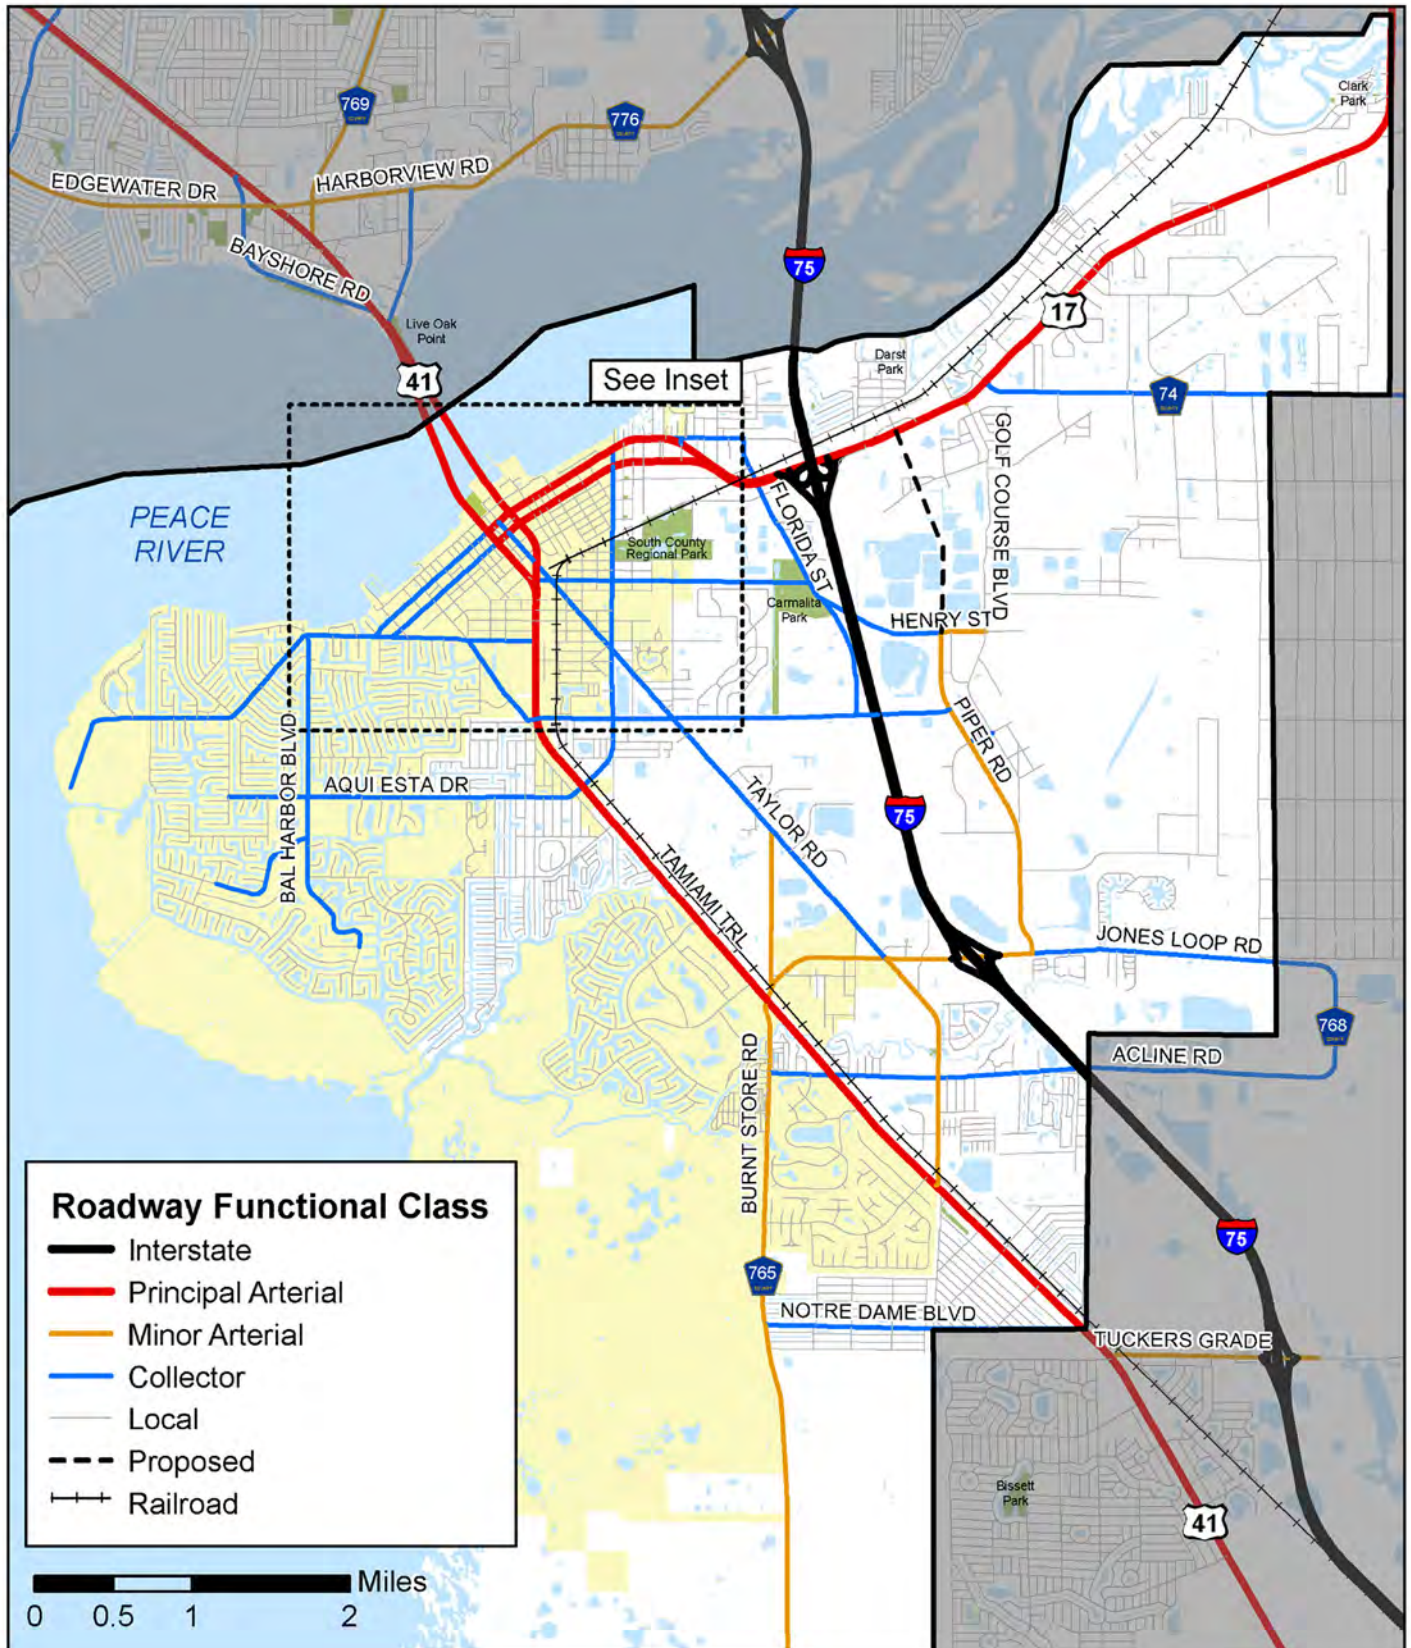 769
776
Clark
Park
EDGEWATER DR
HARBORVIEW RD
BAYSHORE RD
75
17
Live Oak
Point
Darst
Park
41
See Inset
74
PEACE
RIVER
FLORIDA ST
GOLF COURSE BLVD
South County
Regional Park
Carmalita
Park
HENRY ST
BAL HARBOR BLVD
PIPER RD
AQUI ESTA DR
TAYLOR RD
75
TAMIAMI TRL
JONES LOOP RD
768
BURNT STORE RD
ACLINE RD
Roadway Functional Class
Interstate
Principal Arterial
Minor Arterial
Collector
Local
Proposed
Railroad
75
765
NOTRE DAME BLVD
TUCKERS GRADE
Bissett
Park
41
Miles
0 0.5 1 2